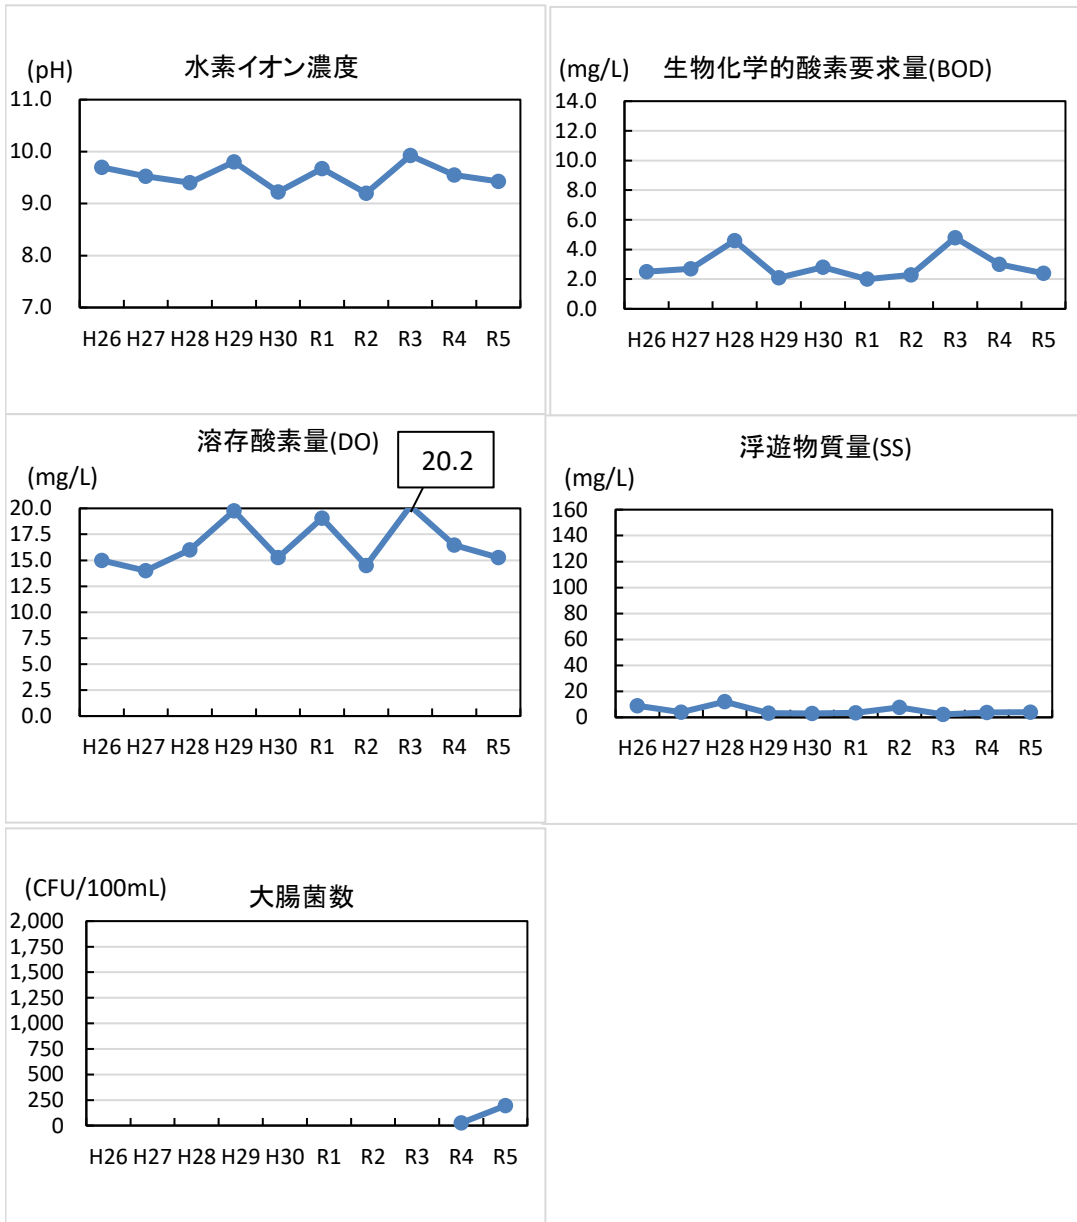 水素イオン濃度
(pH)
11.0
10.0
9.0
8.0
7.0
H26 H27 H28 H29 H30 R1 R2 R3 R4 R5
生物化学的酸素要求量(BOD)
(mg/L)
14.0
12.0
10.0
8.0
6.0
4.0
2.0
0.0
H26 H27 H28 H29 H30 R1 R2 R3 R4 R5
溶存酸素量(DO)
20.2
(mg/L)
20.0
17.5
15.0
12.5
10.0
7.5
5.0
2.5
0.0
H26 H27 H28 H29 H30 R1 R2 R3 R4 R5
浮遊物質量(SS)
(mg/L)
160
140
120
100
80
60
40
20
0
H26 H27 H28 H29 H30 R1 R2 R3 R4 R5
(CFU/100mL)
大腸菌数
2,000
1,750
1,500
1,250
1,000
750
500
250
0
H26 H27 H28 H29 H30 R1 R2 R3 R4 R5